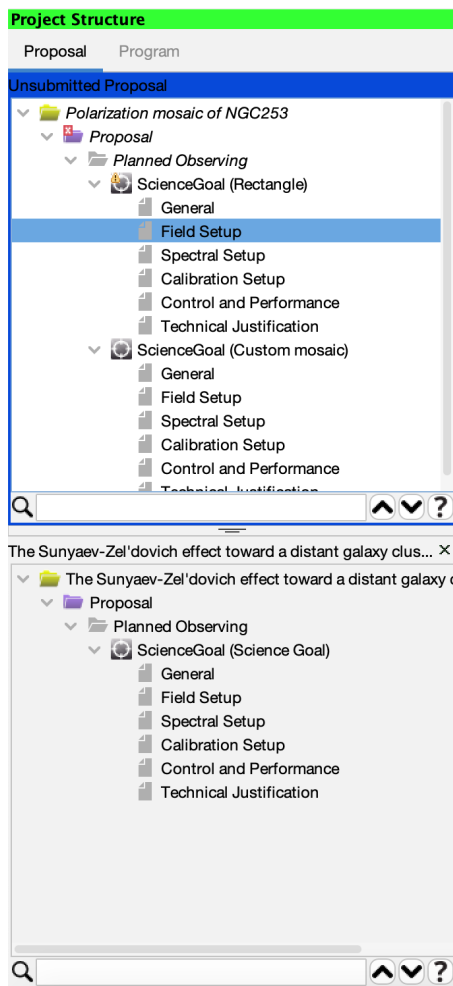 Project Structure
Proposal Program
Unsubmitted Proposal
Polarization mosaic of NGC253
Proposal
Planned Observing
ScienceGoal (Rectangle)
General
Field Setup
Spectral Setup
Calibration Setup
Control and Performance
Technical Justification
ScienceGoal (Custom mosaic)
General
Field Setup
Spectral Setup
Calibration Setup
Control and Performance
Technical Justification
?
The Sunyaev-Zel'dovich effect toward a distant galaxy clus... ×
The Sunyaev-Zel'dovich effect toward a distant galaxy
Proposal
Planned Observing
ScienceGoal (Science Goal)
General
Field Setup
Spectral Setup
Calibration Setup
Control and Performance
Technical Justification
?